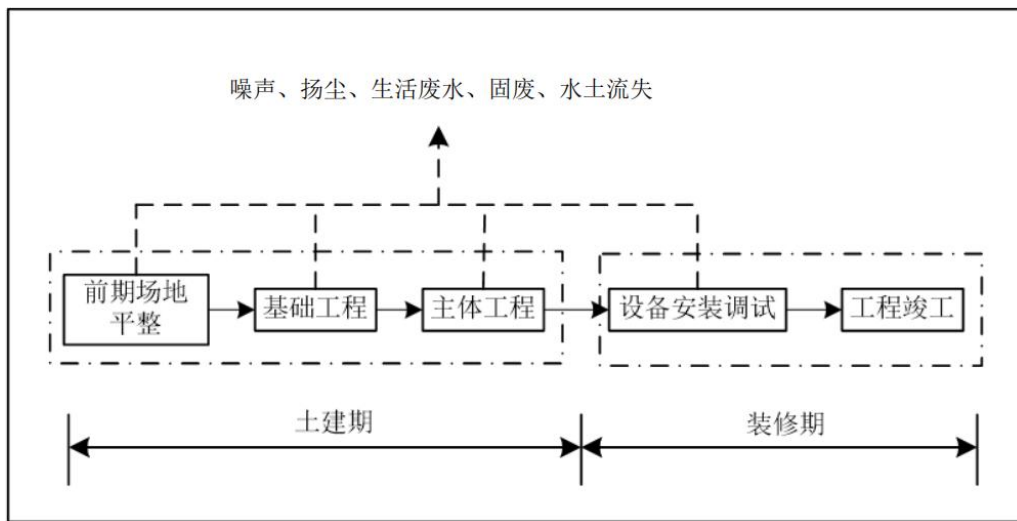 噪声、扬尘、生活废水、固废、水土流失
前期场地
平整
基础工程
主体工程
设备安装调试
工程竣工
土建期
装修期